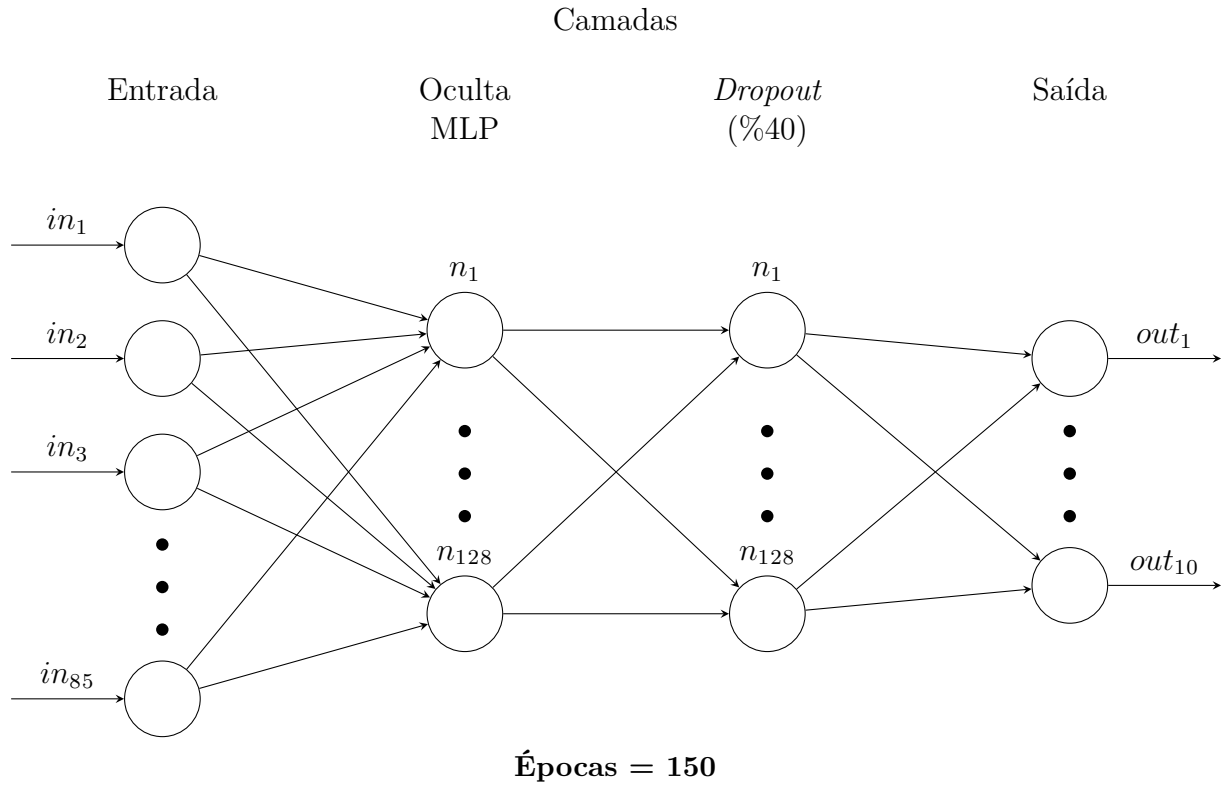 Camadas
Entrada
Oculta
MLP
Dropout
(%40)
Saída
in₁
in₂
in₃
in₈₅
n₁
n₁₂₈
n₁
n₁₂₈
out₁
out₁₀
Épocas = 150